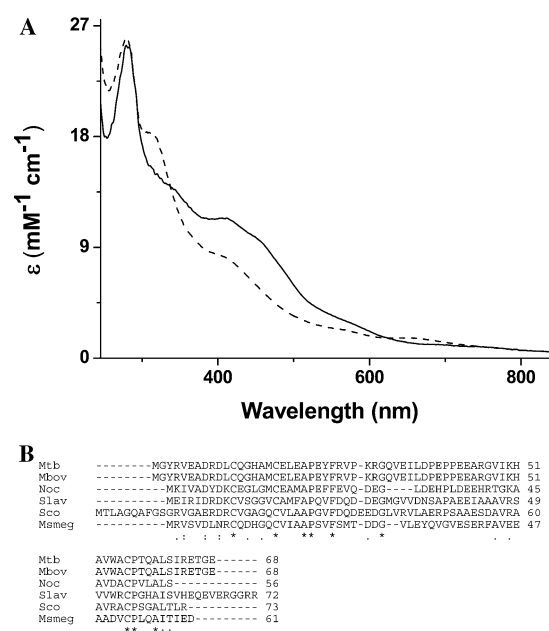 A
27
18
9
0
ε (mM⁻¹ cm⁻¹)
400 600 800
Wavelength (nm)
B
Mtb --------MGYRVEADRDLCQGHAMCELEAPEYFRVP-KRGQVEILDPEPPEEARGVIKH 51
Mbov --------MGYRVEADRDLCQGHAMCELEAPEYFRVP-KRGQVEILDPEPPEEARGVIKH 51
Noc ----------MKIVADYDKCEGLGMCEAMAPEFFEVQ-DEG----LDEHPLDEEHRTGKA 45
Slav ----------MEIRIDRDKCVSGGVCAMFAPQVFDQD-DEGMGVVDNSAPAEEIAAAVRS 49
Sco MTLAGQAFGSGRVGAERDRCVGAGQCVLAAPGVFDQDEEDGLVRVLAERPSAAESDAVRA 60
Msmeg ----------MRVSVDLNRCQDHGQCVIAAPSVFSMT-DDG--VLEYQVGVESERFAVEE 47
.: : : * . * ** . * * . .
Mtb AVWACPTQALSIRETGE------ 68
Mbov AVWACPTQALSIRETGE------ 68
Noc AVDACPVLALS------------ 56
Slav VVWRCPGHAISVHEQEVERGGRR 72
Sco AVRACPSGALTLR---------- 73
Msmeg AADVCPLQAITIED--------- 61
** *::